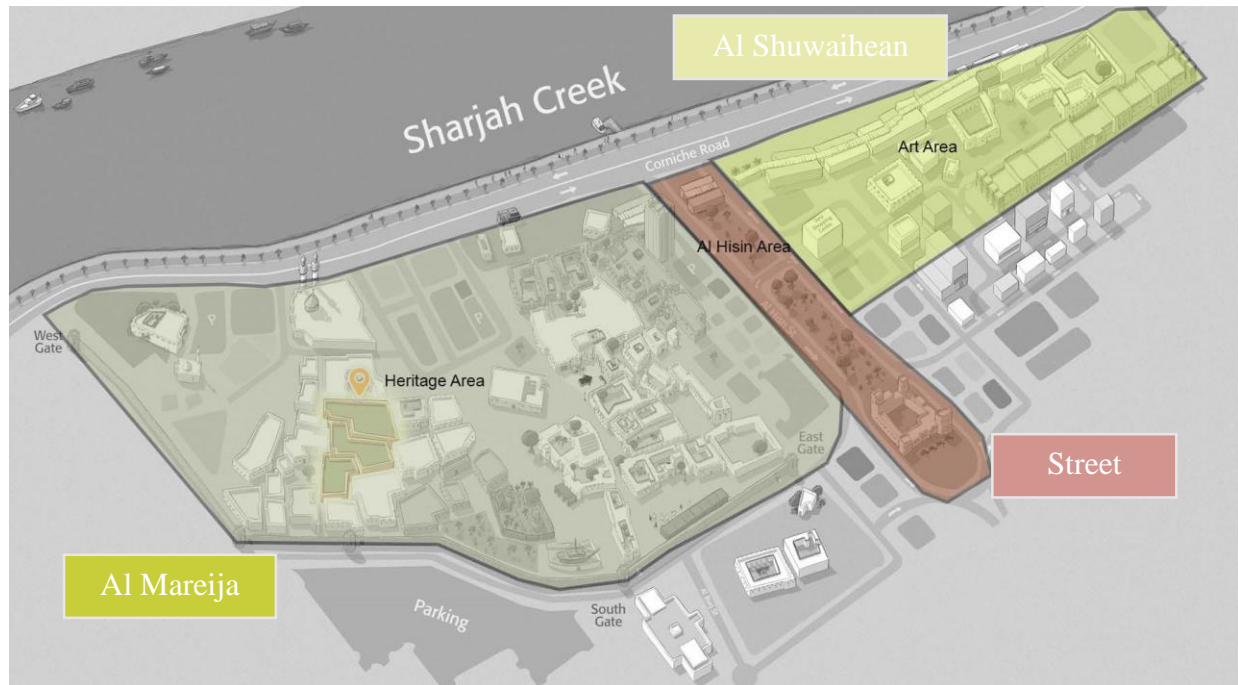 Al Shuwaihean
Sharjah Creek
Corniche Road
Art Area
Al Hisin Area
West
Gate
P
P
P
Heritage Area
East
Gate
Street
Al Mareija
Parking
South
Gate